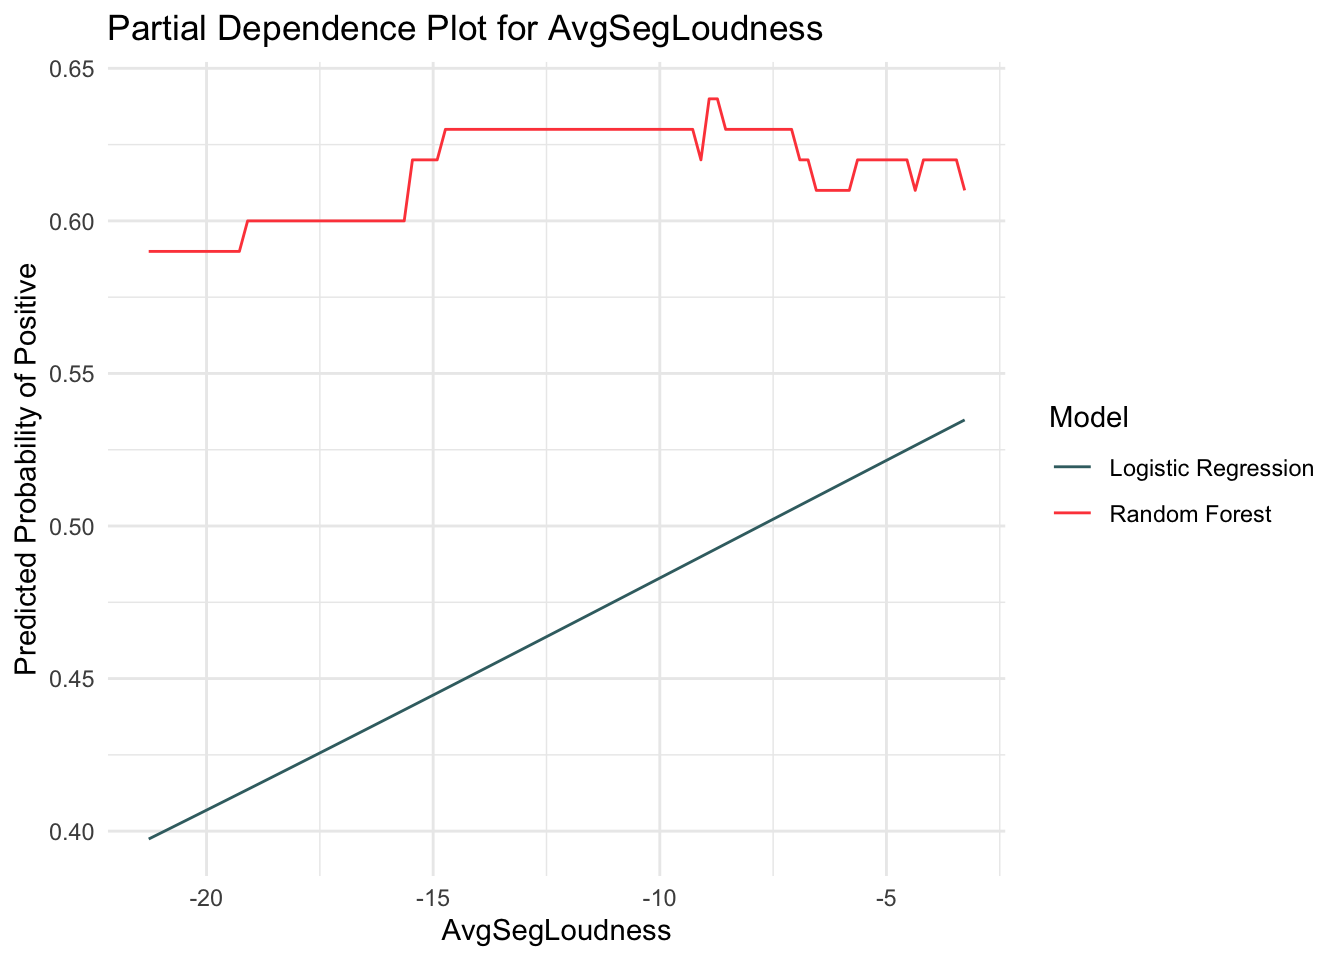 Partial Dependence Plot for AvgSegLoudness
0.65
0.60
0.55
0.50
0.45
0.40
Predicted Probability of Positive
-20
-15
-10
-5
AvgSegLoudness
Model
Logistic Regression
Random Forest